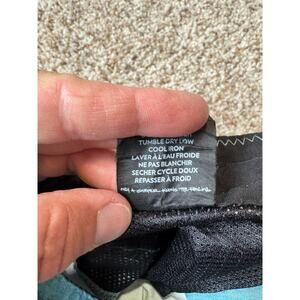 TUMBLE DRY LOW
COOL IRON
LAVER À L'EAU FROIDE
NE PAS BLANCHIR
SECHER CYCLE DOUX
REPASSER À FROID